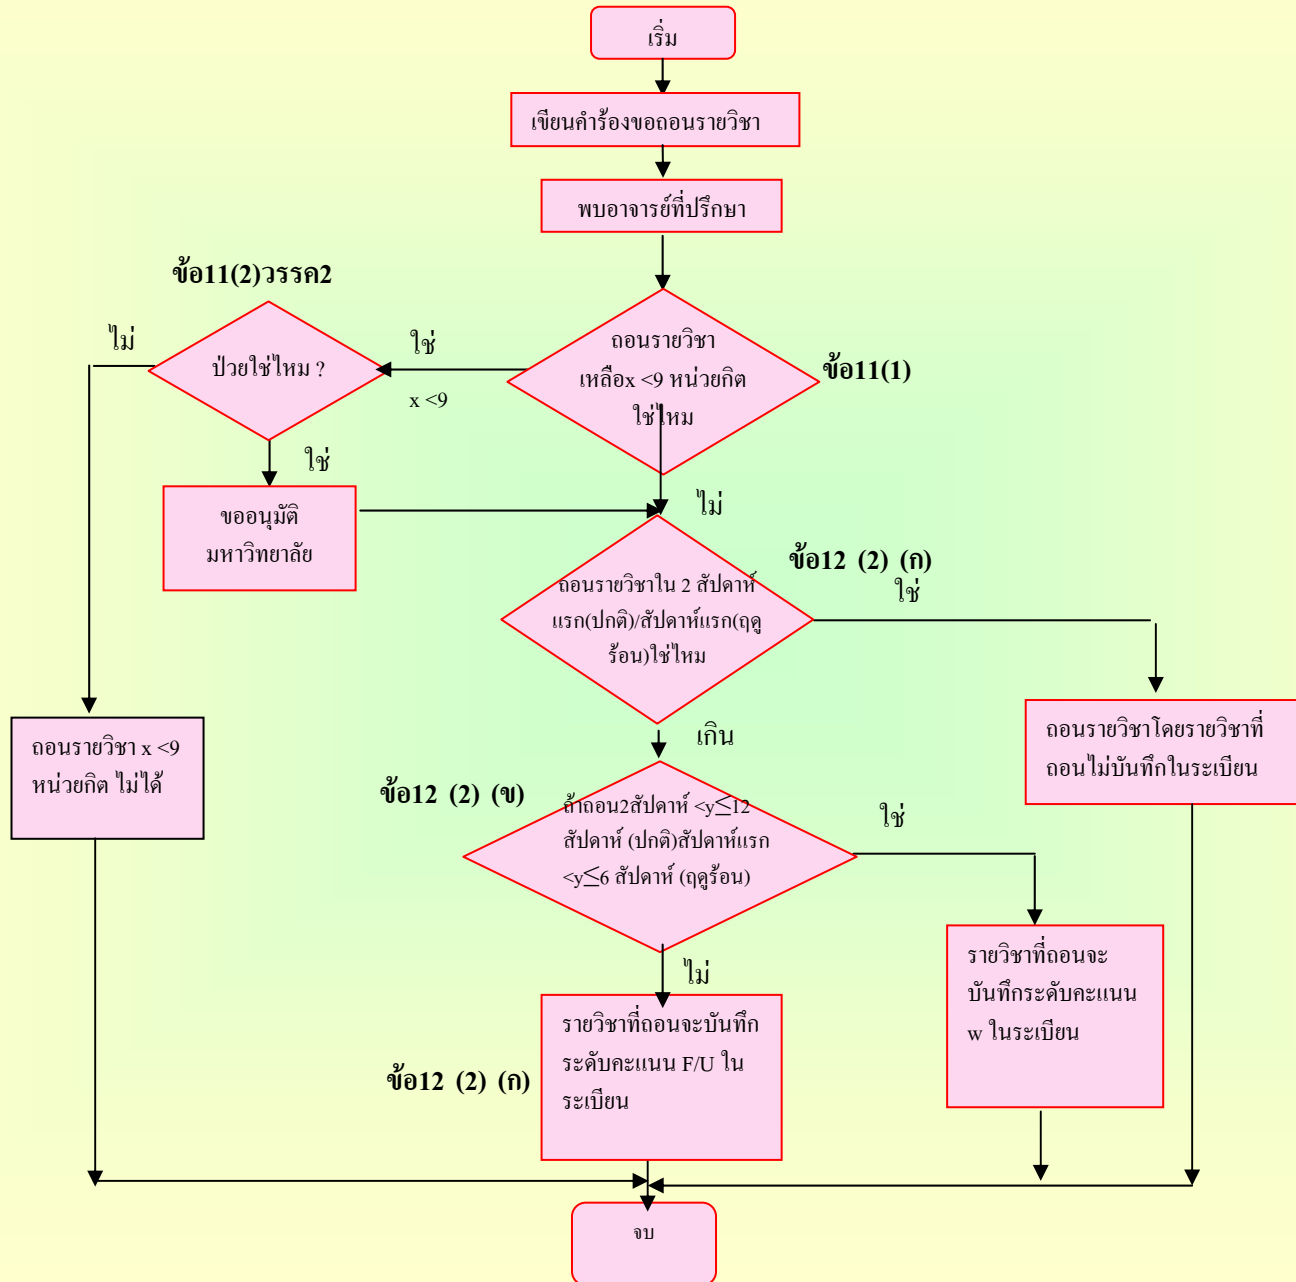 เริ่ม
เขียนคำร้องขอถอนรายวิชา
พบอาจารย์ที่ปรึกษา
ข้อ11(2)วรรค2
ไม่
ป่วยใช่ไหม ?
ใช่
x <9
ถอนรายวิชา
เหลือx <9 หน่วยกิต
ใช่ไหม
ข้อ11(1)
ใช่
ขออนุมัติ
มหาวิทยาลัย
ไม่
ข้อ12 (2) (ก)
ใช่
ถอนรายวิชาใน 2 สัปดาห์
แรก(ปกติ)/สัปดาห์แรก(ฤดู
ร้อน)ใช่ไหม
ถอนรายวิชา x <9
หน่วยกิต ไม่ได้
เกิน
ถอนรายวิชาโดยรายวิชาที่
ถอนไม่บันทึกในระเบียน
ข้อ12 (2) (ข)
ถ้าถอน2สัปดาห์ <y≤12
สัปดาห์ (ปกติ)สัปดาห์แรก
<y≤6 สัปดาห์ (ฤดูร้อน)
ใช่
ไม่
รายวิชาที่ถอนจะ
บันทึกระดับคะแนน
w ในระเบียน
รายวิชาที่ถอนจะบันทึก
ระดับคะแนน F/U ใน
ระเบียน
ข้อ12 (2) (ก)
จบ